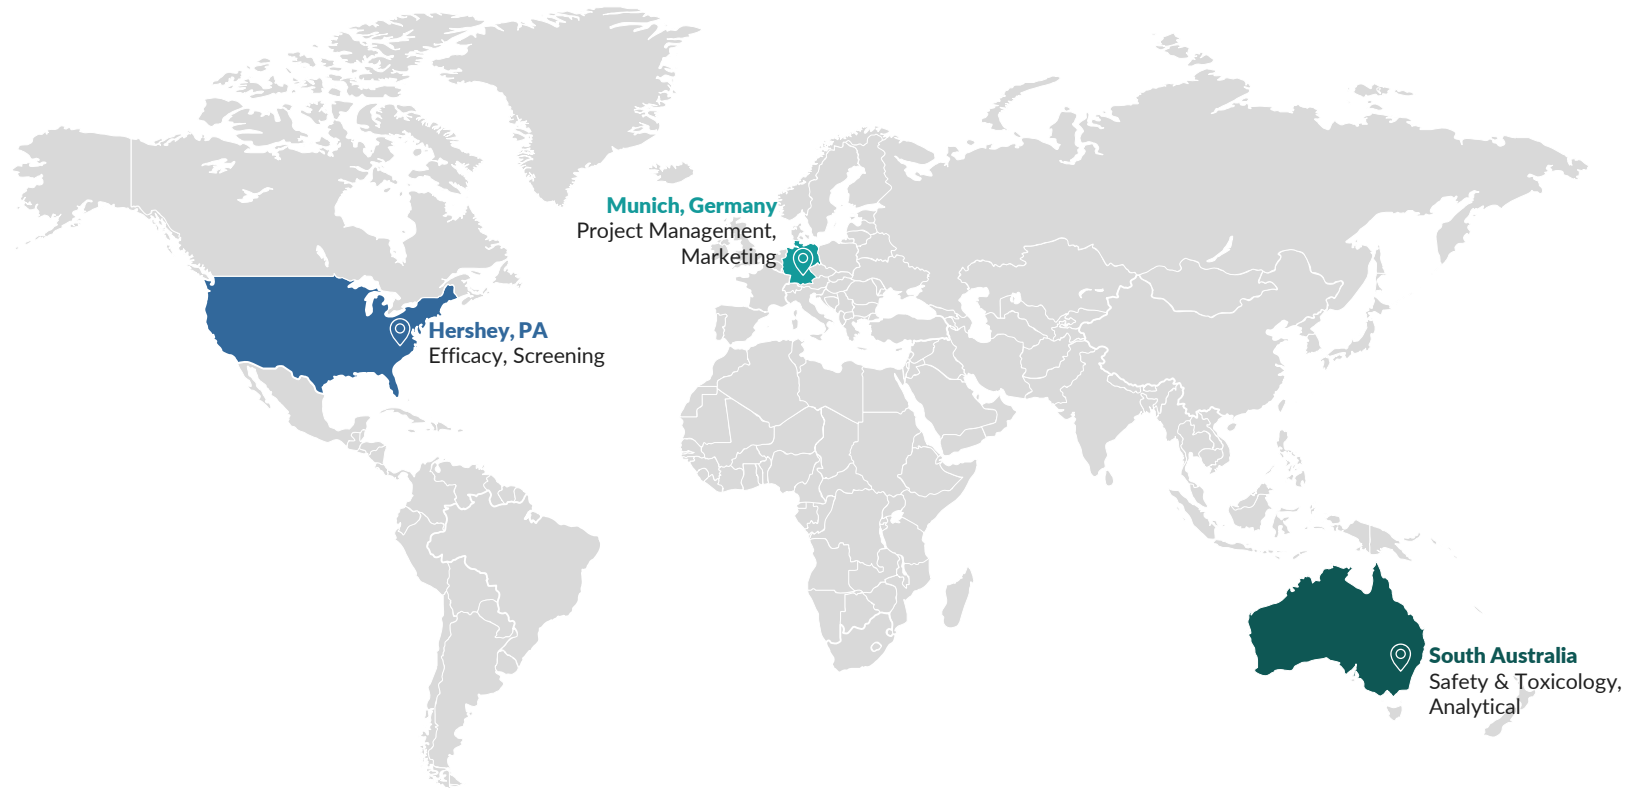 Munich, Germany
Project Management,
Marketing
Hershey, PA
Efficacy, Screening
South Australia
Safety & Toxicology,
Analytical